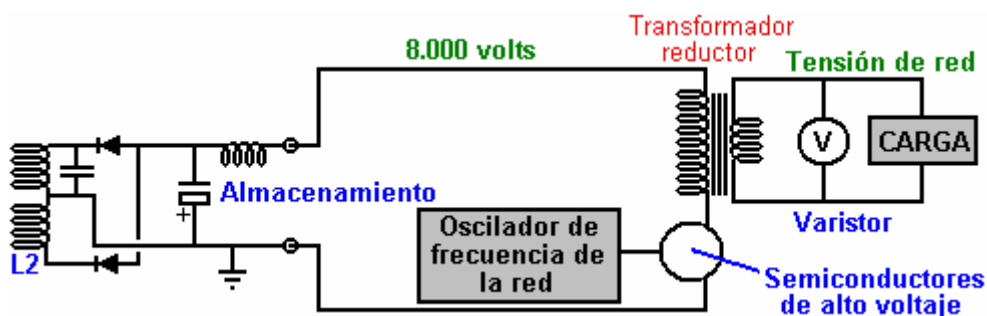 Transformador
reductor
8.000 volts
Tensión de red
V
CARGA
Almacenamiento
+
Varistor
L2
Oscilador de
frecuencia de
la red
Semiconductores
de alto voltaje